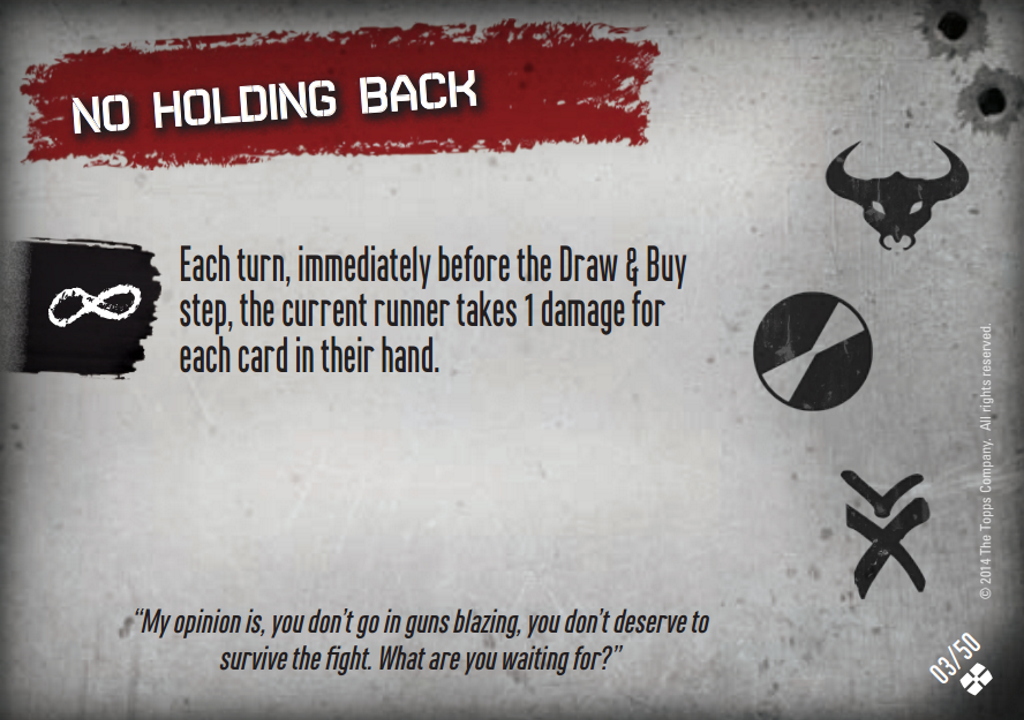 NO HOLDING BACK
Each turn, immediately before the Draw & Buy
step, the current runner takes 1 damage for
each card in their hand.
“My opinion is, you don’t go in guns blazing, you don’t deserve to
survive the fight. What are you waiting for?”
© 2014 The Topps Company. All rights reserved.
03/50